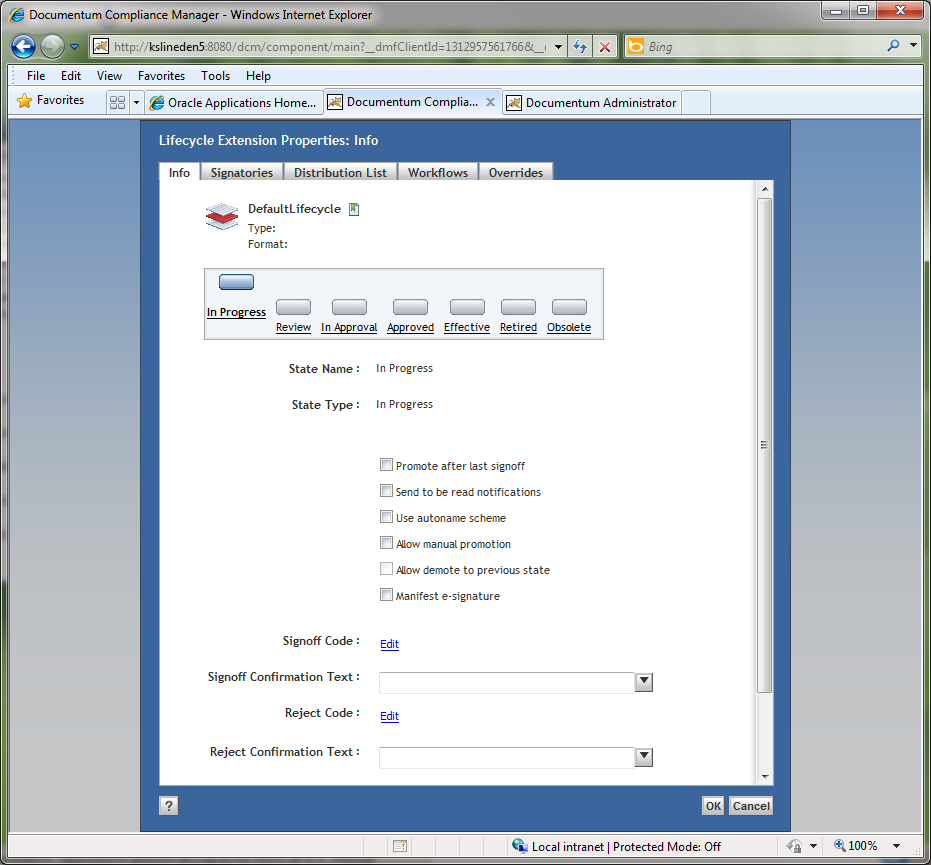 Documentum Compliance Manager - Windows Internet Explorer
http://kslineden5:8080/dcm/component/main?__dmfClientId=1312957561766&__
Bing
File Edit View Favorites Tools Help
Favorites
Oracle Applications Home...
Documentum Complia...
Documentum Administrator
Lifecycle Extension Properties: Info
Info Signatories Distribution List Workflows Overrides
DefaultLifecycle
Type:
Format:
In Progress
Review In Approval Approved Effective Retired Obsolete
State Name : In Progress
State Type : In Progress
Promote after last signoff
Send to be read notifications
Use autoname scheme
Allow manual promotion
Allow demote to previous state
Manifest e-signature
Signoff Code : Edit
Signoff Confirmation Text :
Reject Code : Edit
Reject Confirmation Text :
? OK Cancel
Local intranet | Protected Mode: Off
100%